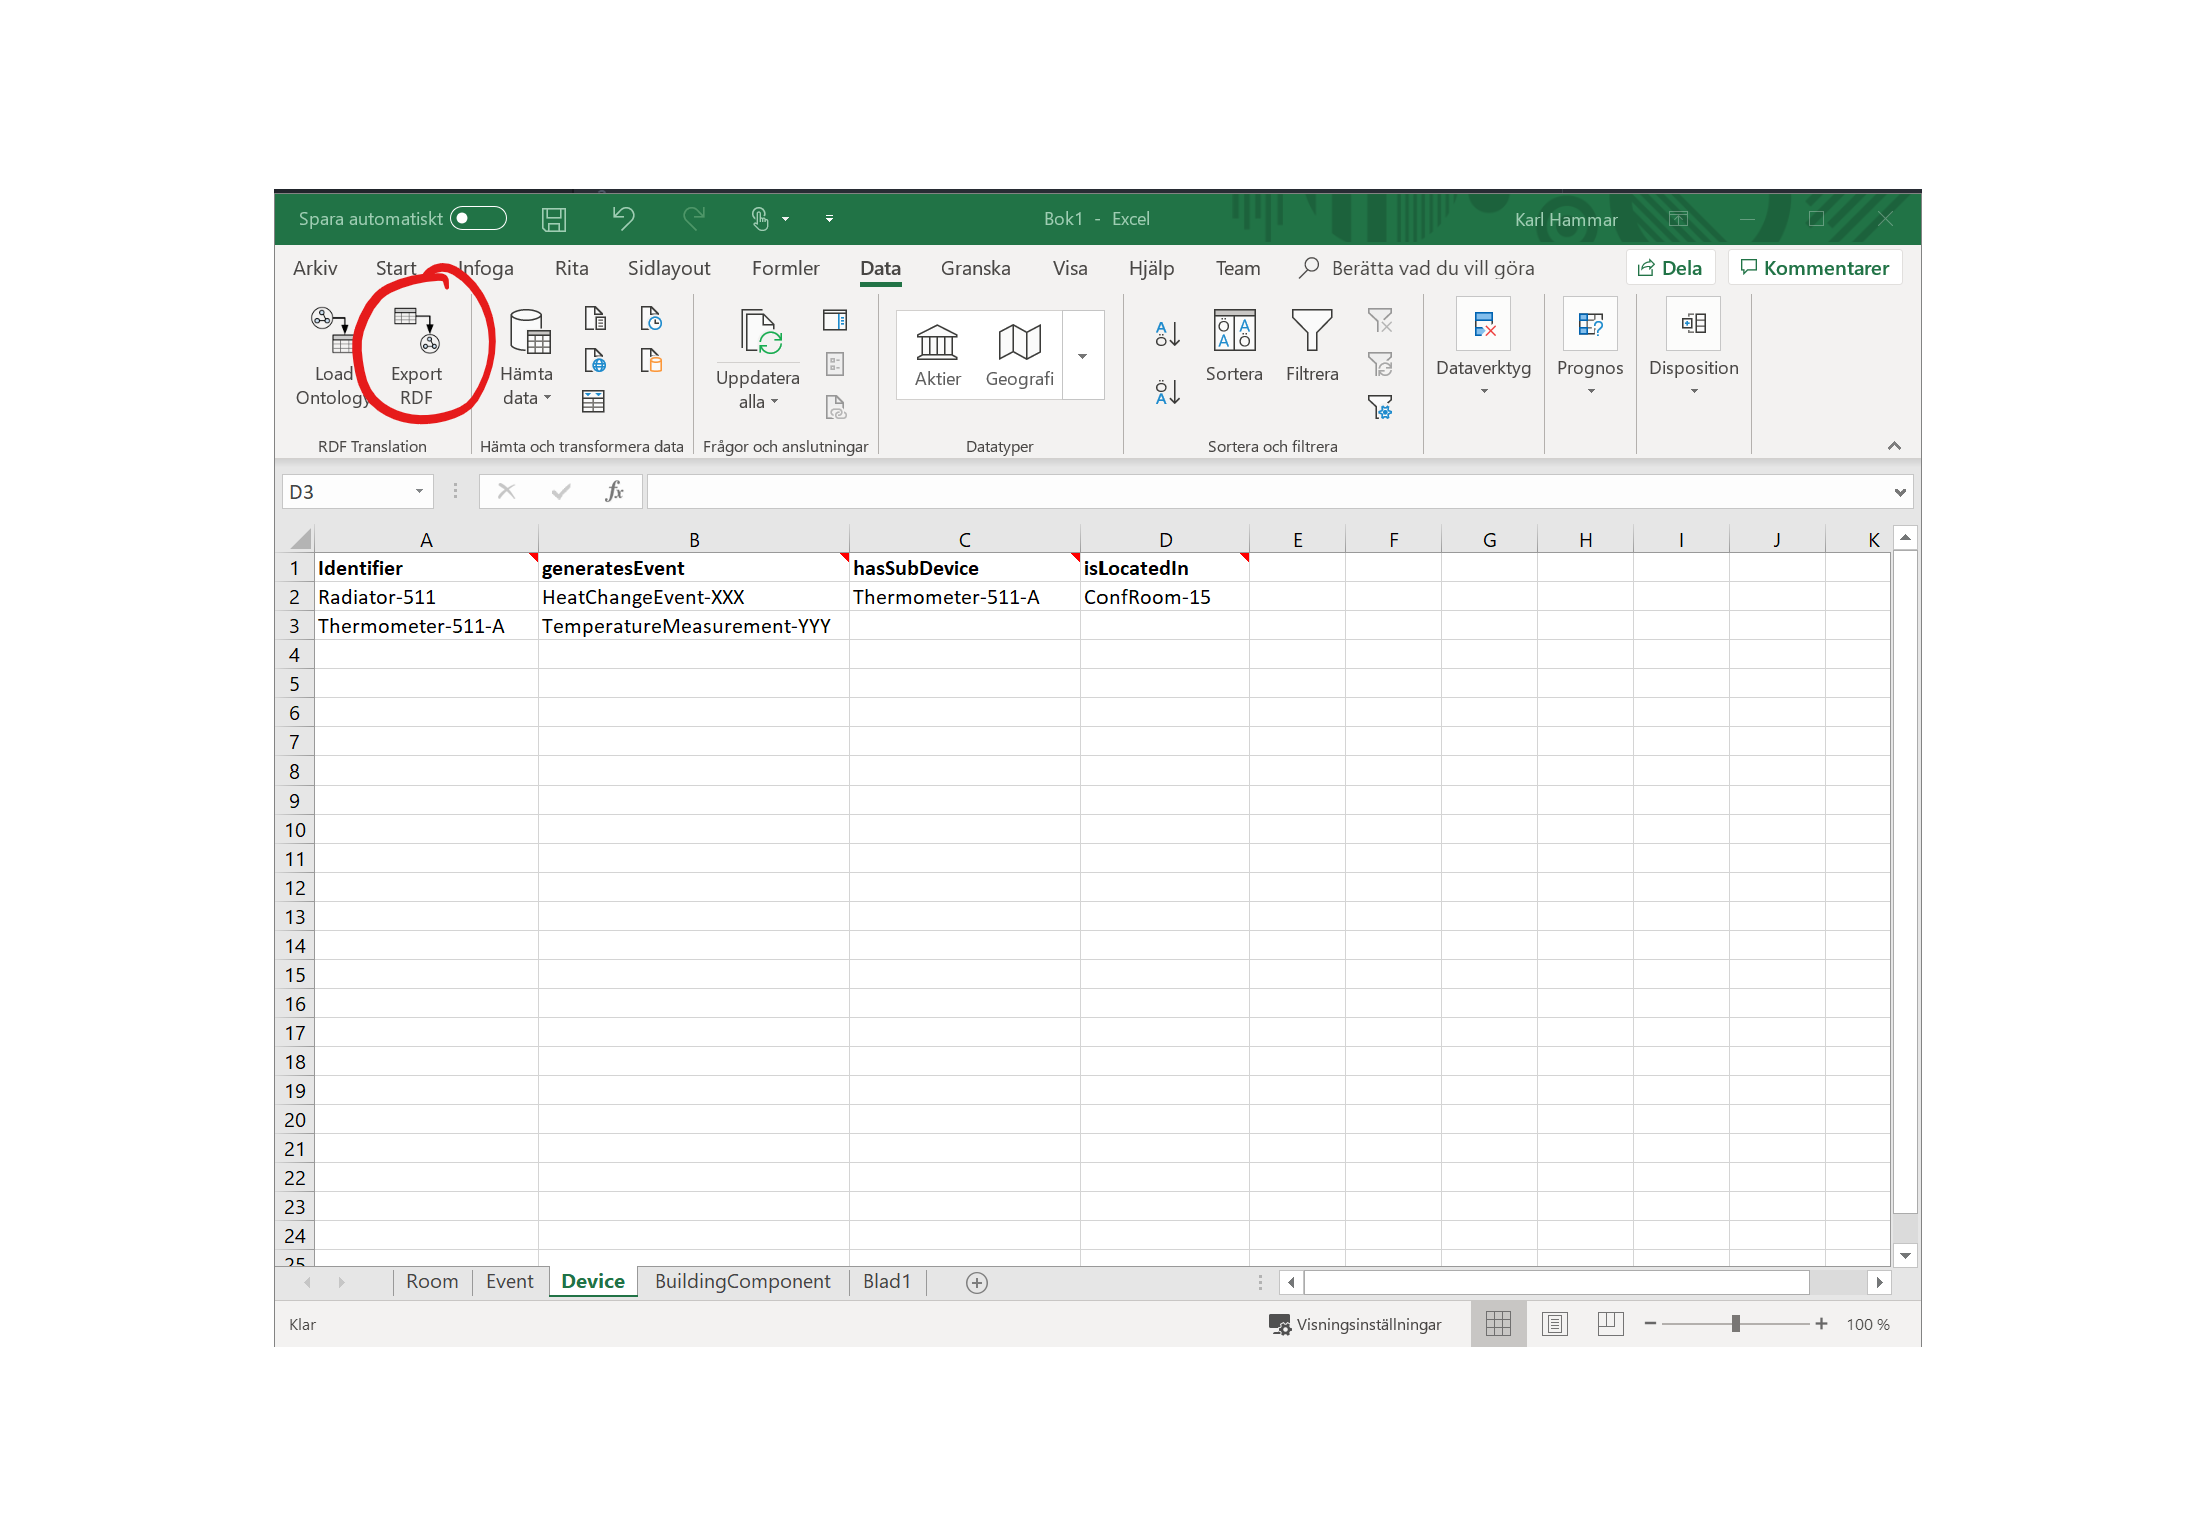 Spara automatiskt Bok1 - Excel Karl Hammar
Arkiv Start Infoga Rita Sidlayout Formler Data Granska Visa Hjälp Team Berätta vad du vill göra Dela Kommentarer
Load Ontology Export RDF Hämta data Uppdatera alla Aktier Geografi Sortera Filtrera Dataverktyg Prognos Disposition
RDF Translation Hämta och transformera data Frågor och anslutningar Datatyper Sortera och filtrera
D3 fx
A B C D E F G H I J K
1 Identifier generatesEvent hasSubDevice isLocatedIn
2 Radiator-511 HeatChangeEvent-XXX Thermometer-511-A ConfRoom-15
3 Thermometer-511-A TemperatureMeasurement-YYY
4
5
6
7
8
9
10
11
12
13
14
15
16
17
18
19
20
21
22
23
24
25
Room Event Device BuildingComponent Blad1
Klar Visningsinställningar 100 %